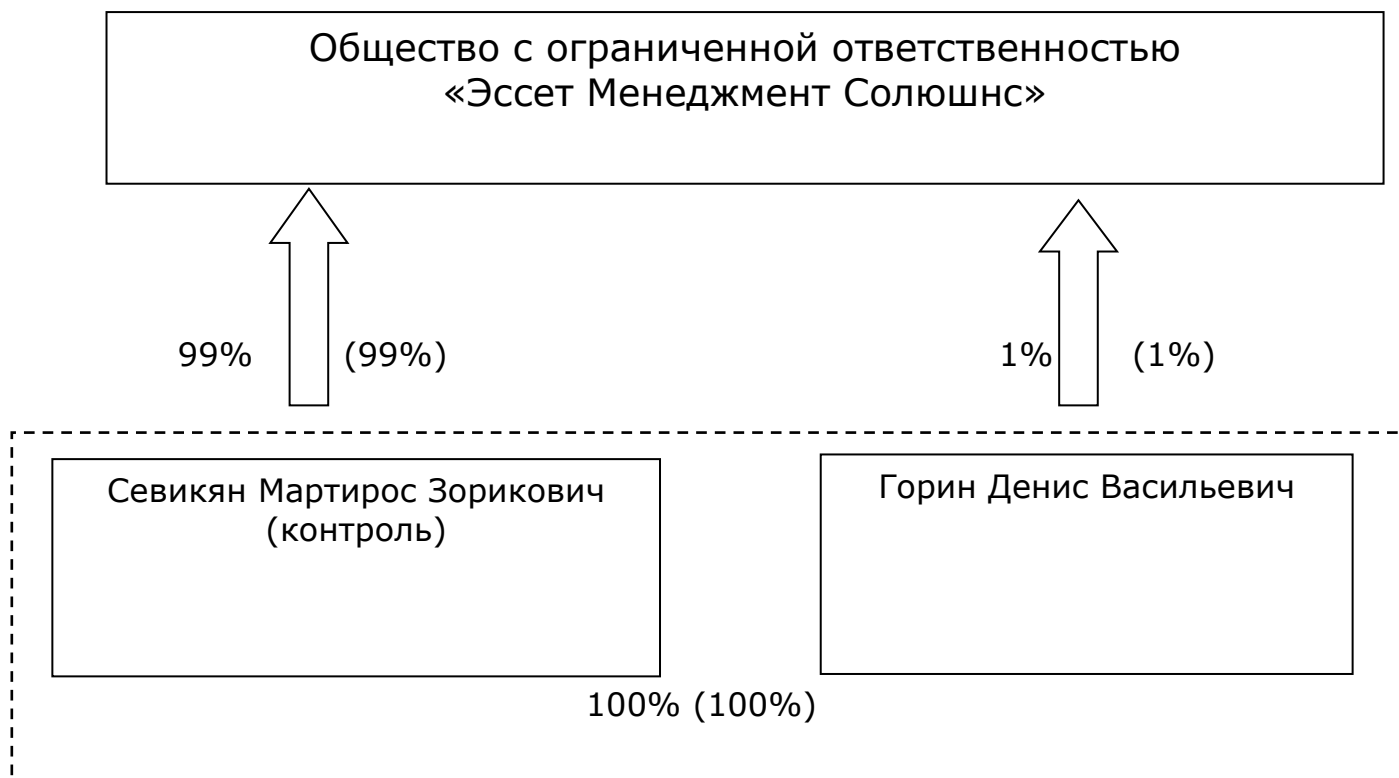 Общество с ограниченной ответственностью
«Эссет Менеджмент Солюшнс»
99% (99%)
1% (1%)
Севикян Мартирос Зорикович
(контроль)
Горин Денис Васильевич
100% (100%)